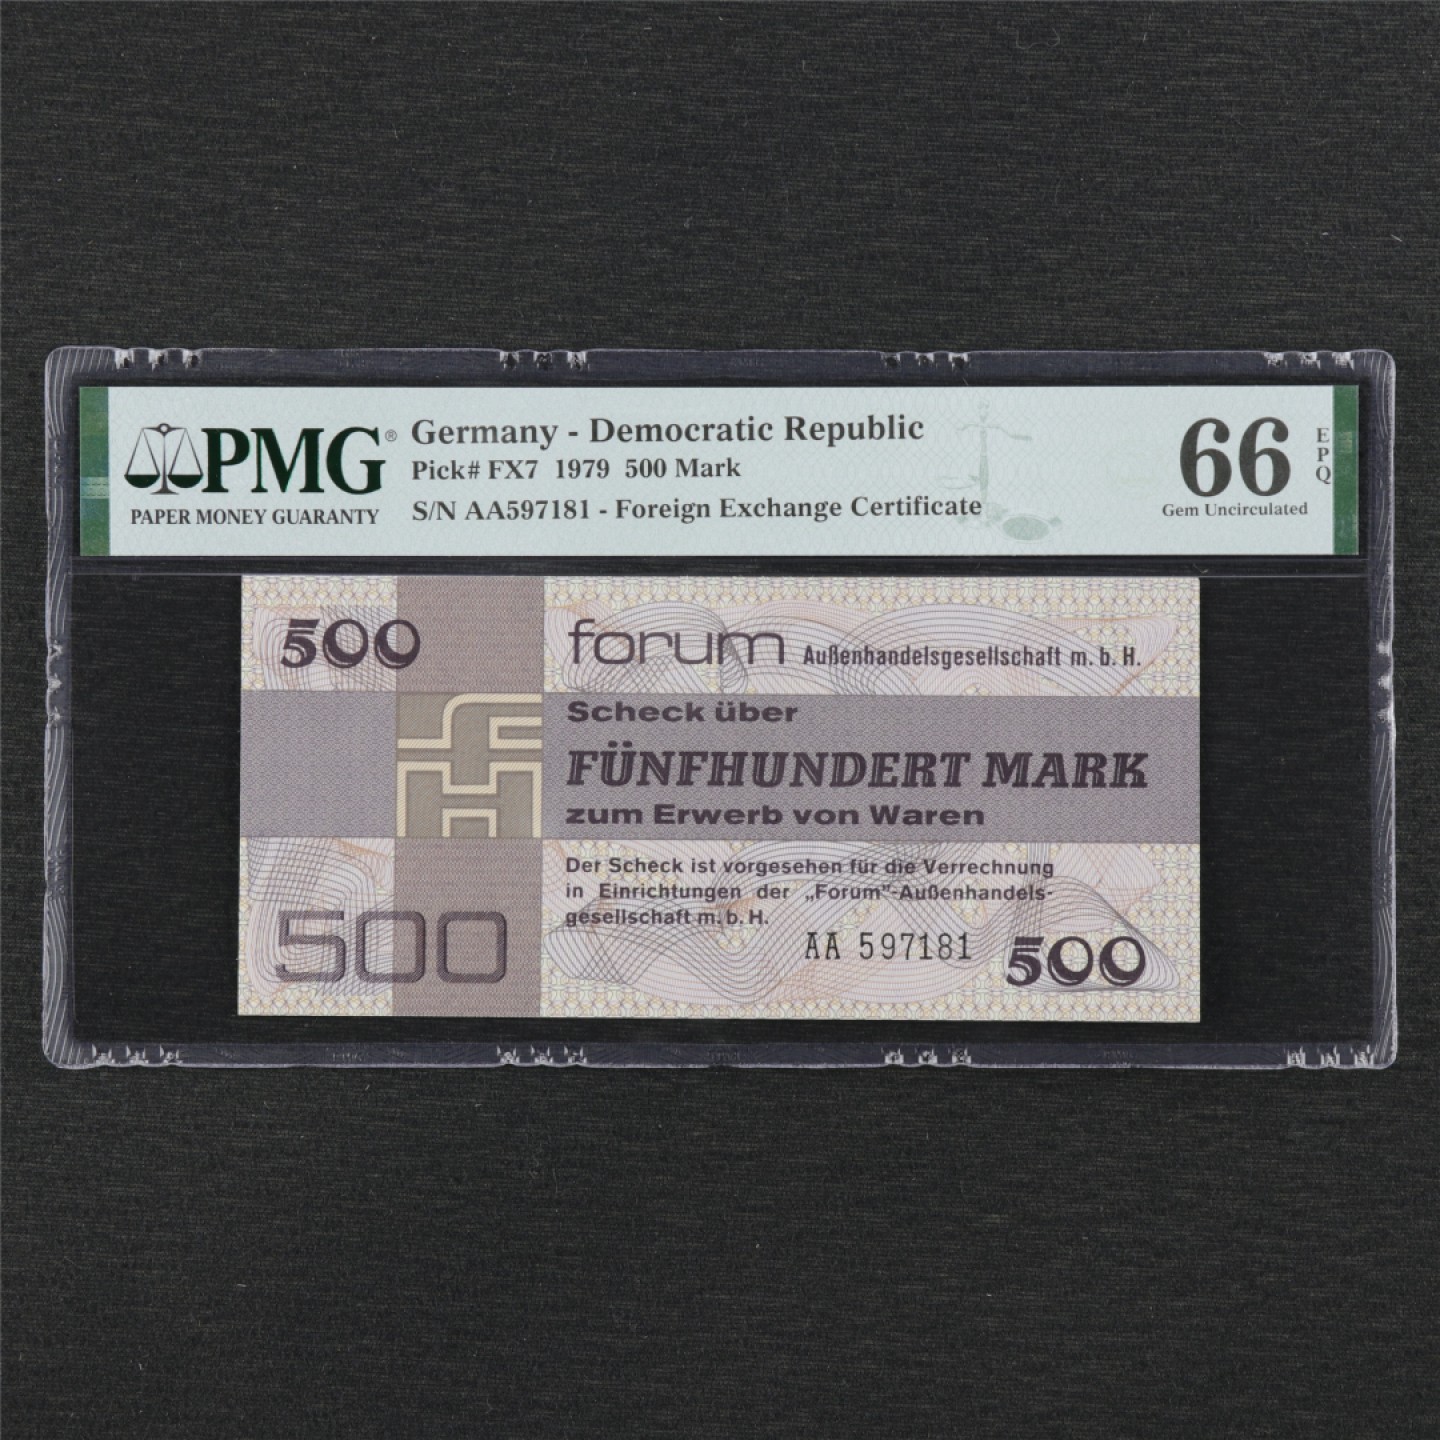 PMG®
PAPER MONEY GUARANTY
Germany - Democratic Republic
Pick# FX7 1979 500 Mark
S/N AA597181 - Foreign Exchange Certificate
66
EPQ
Gem Uncirculated
500
forum Außenhandelsgesellschaft m. b. H.
Scheck über
FÜNFHUNDERT MARK
zum Erwerb von Waren
Der Scheck ist vorgesehen für die Verrechnung
in Einrichtungen der „Forum"-Außenhandels-
gesellschaft m. b. H.
500
AA 597181
500